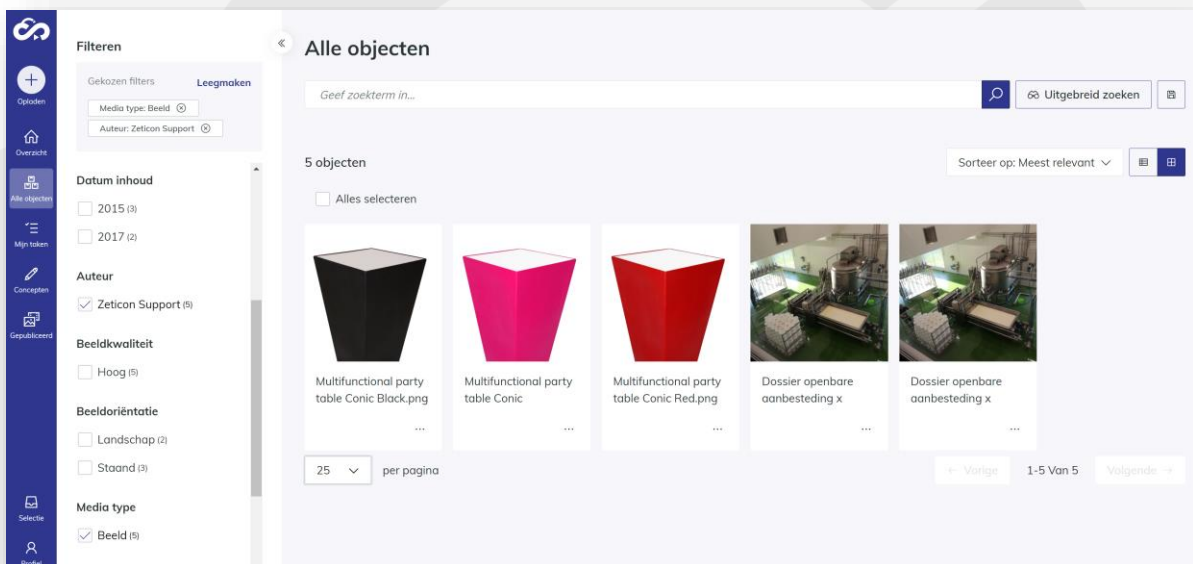 Opladen
Overzicht
Alle objecten
Mijn taken
Concepten
Gepubliceerd
Selectie
Profiel
Filteren
Gekozen filters Leegmaken
Media type: Beeld
Auteur: Zeticon Support
Datum inhoud
2015 (3)
2017 (2)
Auteur
Zeticon Support (5)
Beeldkwaliteit
Hoog (5)
Beeldoriëntatie
Landschap (2)
Staand (3)
Media type
Beeld (5)
Alle objecten
Geef zoekterm in...
Uitgebreid zoeken
5 objecten
Sorteer op: Meest relevant
Alles selecteren
Multifunctional party
table Conic Black.png
...
Multifunctional party
table Conic
...
Multifunctional party
table Conic Red.png
...
Dossier openbare
aanbesteding x
...
Dossier openbare
aanbesteding x
...
25 per pagina
← Vorige 1-5 Van 5 Volgende →